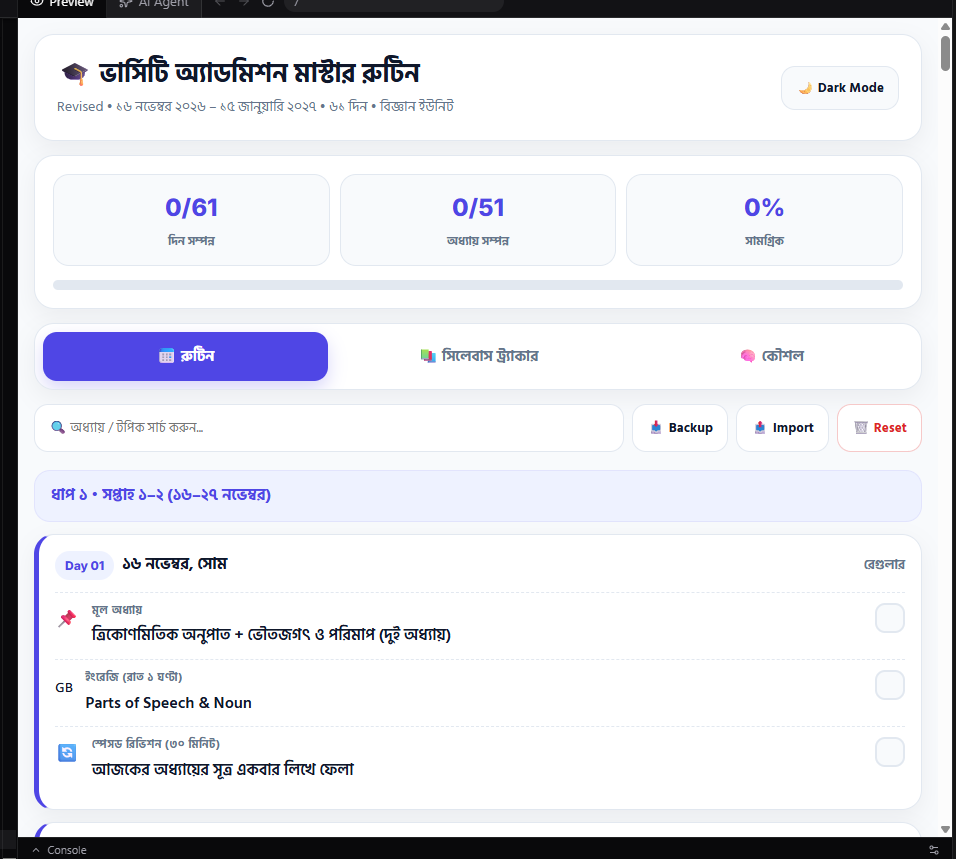 Preview
AI Agent
/
🎓 ভার্সিটি অ্যাডমিশন মাস্টার রুটিন
Revised • ১৬ নভেম্বর ২০২৬ – ১৫ জানুয়ারি ২০২৭ • ৬১ দিন • বিজ্ঞান ইউনিট
🌙 Dark Mode
0/61
দিন সম্পন্ন
0/51
অধ্যায় সম্পন্ন
0%
সামগ্রিক
📅 রুটিন
📚 সিলেবাস ট্র্যাকার
🧠 কৌশল
🔍 অধ্যায় / টপিক সার্চ করুন...
📥 Backup
📤 Import
🗑️ Reset
ধাপ ১ • সপ্তাহ ১–২ (১৬–২৭ নভেম্বর)
Day 01 ১৬ নভেম্বর, সোম
রেগুলার
📌 মূল অধ্যায়
ত্রিকোণমিতিক অনুপাত + ভৌতজগৎ ও পরিমাপ (দুই অধ্যায়)
GB ইংরেজি (রাত ১ ঘণ্টা)
Parts of Speech & Noun
🔄 স্পেসড রিভিশন (৩০ মিনিট)
আজকের অধ্যায়ের সূত্র একবার লিখে ফেলা
Console